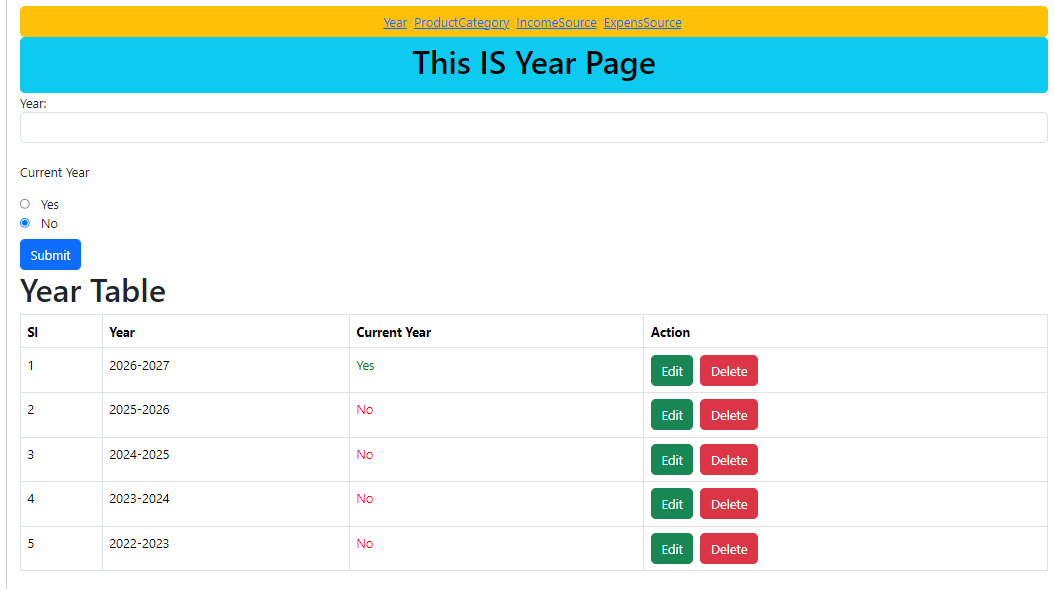 Year ProductCategory IncomeSource ExpensSource
This IS Year Page
Year:
Current Year
Yes
No
Submit
Year Table
Sl Year Current Year Action
1 2026-2027 Yes Edit Delete
2 2025-2026 No Edit Delete
3 2024-2025 No Edit Delete
4 2023-2024 No Edit Delete
5 2022-2023 No Edit Delete